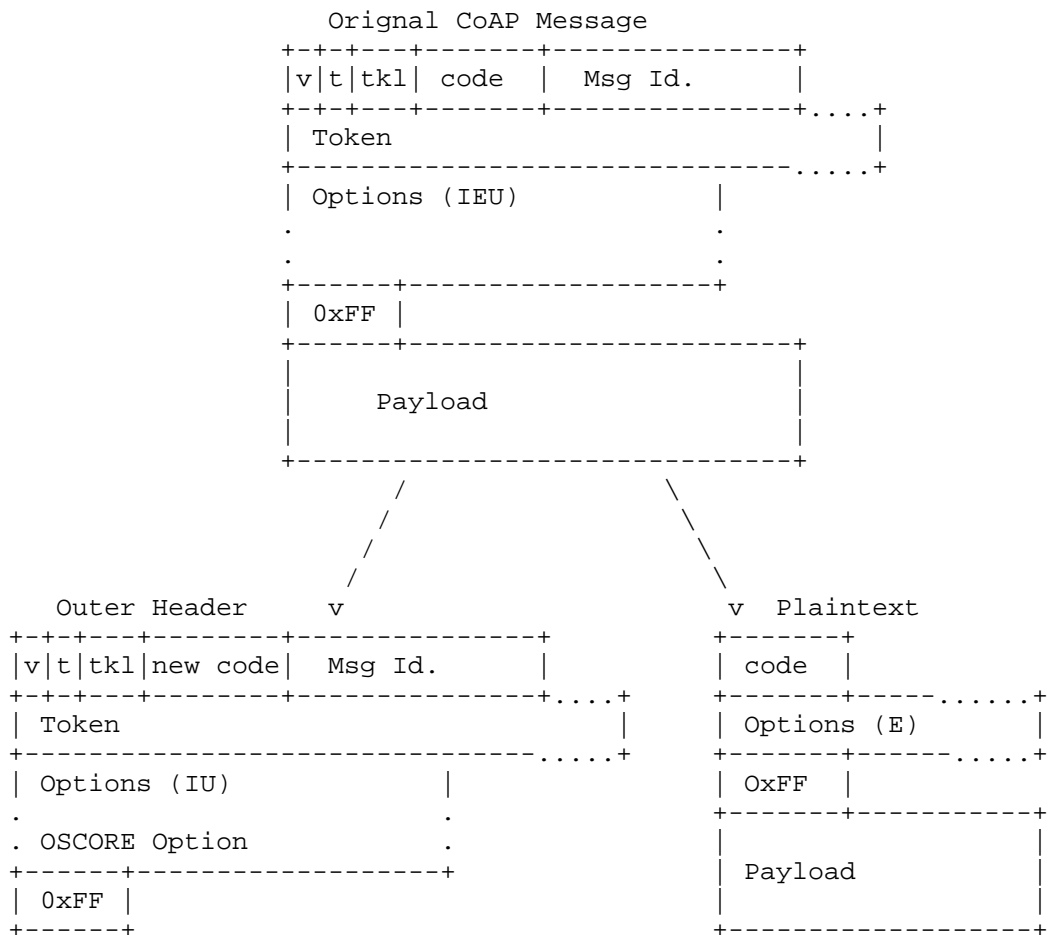 Orignal CoAP Message
|v|t|tkl| code | Msg Id. |
| Token |
| Options (IEU) |
| 0xFF |
| Payload |
Outer Header v v Plaintext
|v|t|tkl|new code| Msg Id. | | code |
| Token | | Options (E) |
| Options (IU) | | OxFF |
. OSCORE Option .
| Payload |
| 0xFF |